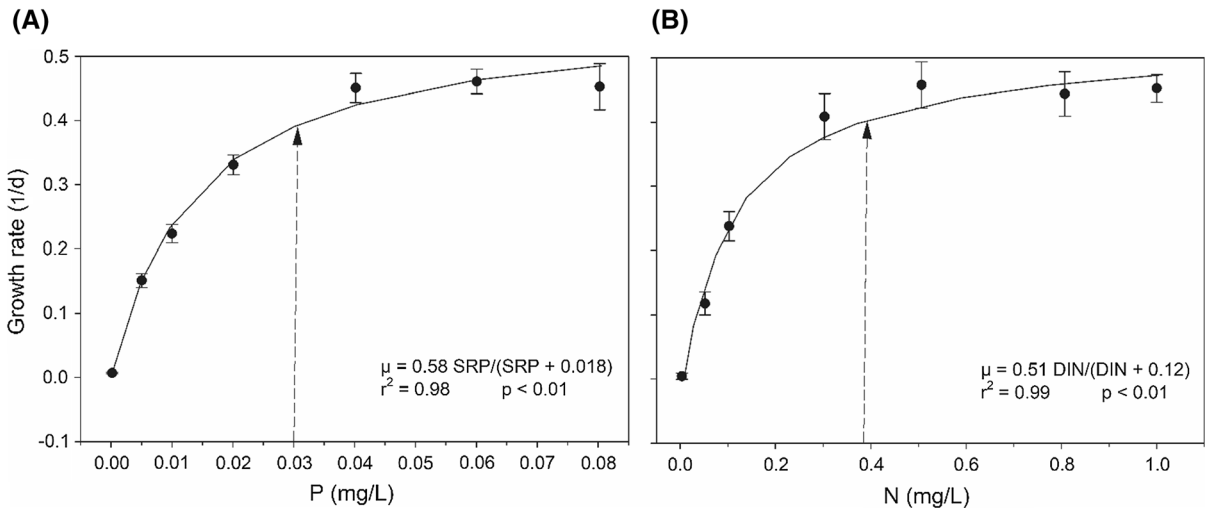 (A)
(B)
0.5
0.4
0.3
0.2
0.1
0.0
-0.1
Growth rate (1/d)
μ = 0.58 SRP/(SRP + 0.018)
r² = 0.98 p < 0.01
0.00 0.01 0.02 0.03 0.04 0.05 0.06 0.07 0.08
P (mg/L)
μ = 0.51 DIN/(DIN + 0.12)
r² = 0.99 p < 0.01
0.0 0.2 0.4 0.6 0.8 1.0
N (mg/L)